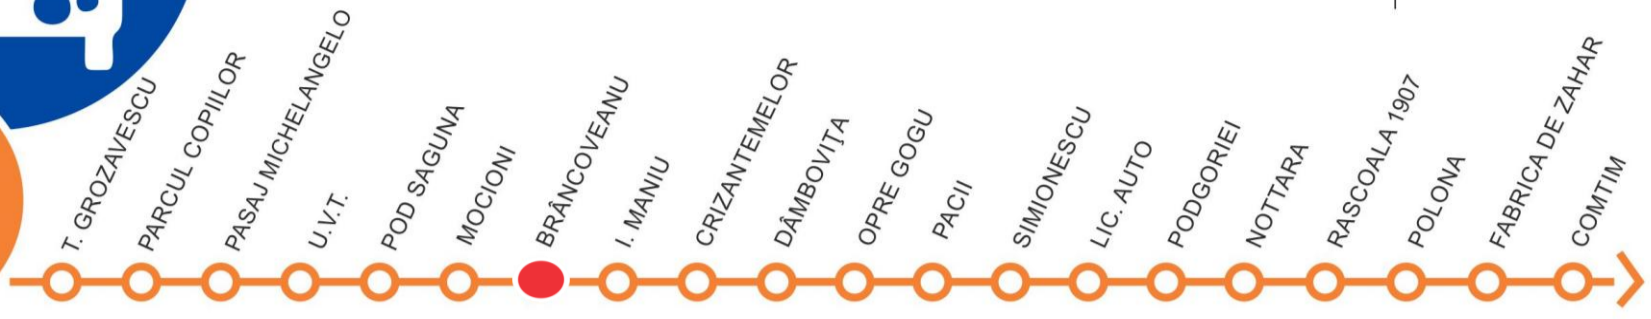 T. GROZAVESCU
PARCUL COPIILOR
PASAJ MICHELANGELO
U.V.T.
POD SAGUNA
MOCIONI
BRÂNCOVEANU
I. MANIU
CRIZANTEMELOR
DÂMBOVIŢA
OPRE GOGU
PACII
SIMIONESCU
LIC. AUTO
PODGORIEI
NOTTARA
RASCOALA 1907
POLONA
FABRICA DE ZAHAR
COMTIM